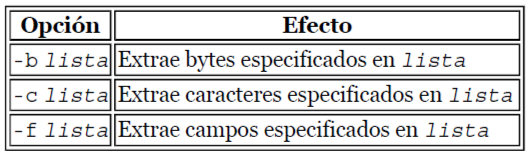 Opción Efecto
-b lista Extrae bytes especificados en lista
-c lista Extrae caracteres especificados en lista
-f lista Extrae campos especificados en lista